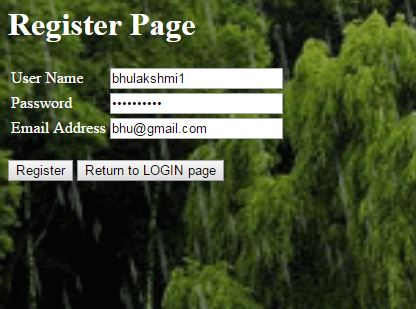 Register Page
User Name bhulakshmi1
Password ••••••••••
Email Address bhu@gmail.com
Register Return to LOGIN page